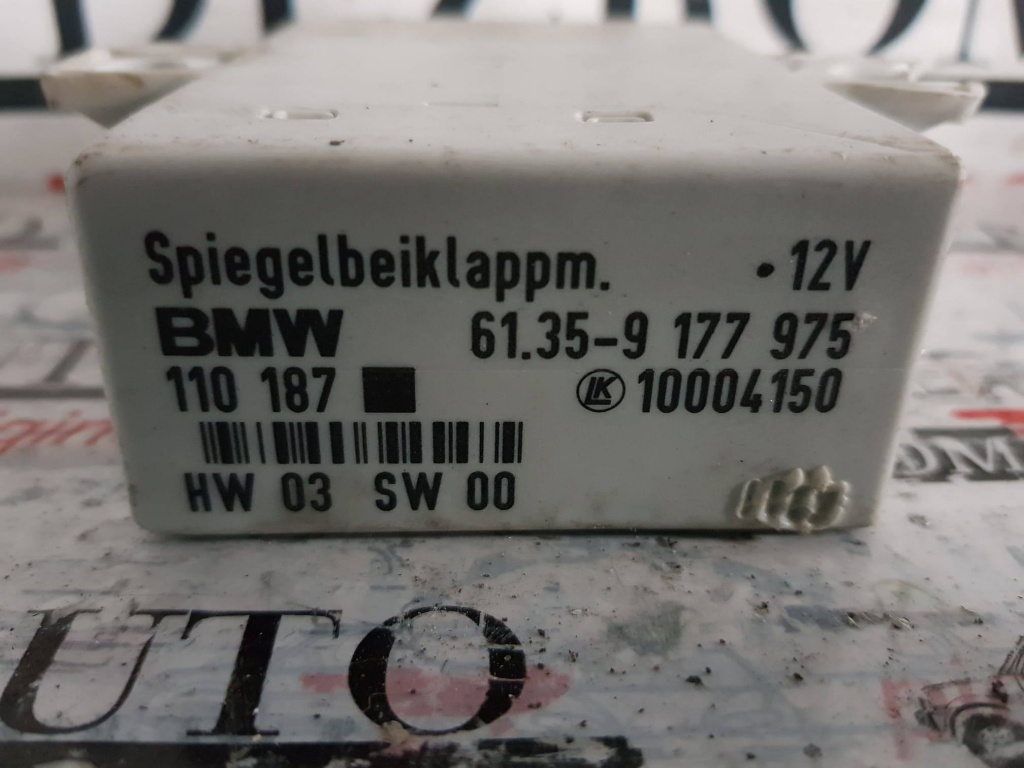 Spiegelbeiklappm. • 12V
BMW 61.35-9 177 975
110 187 ■ LK 10004150
HW 03 SW 00
UTO